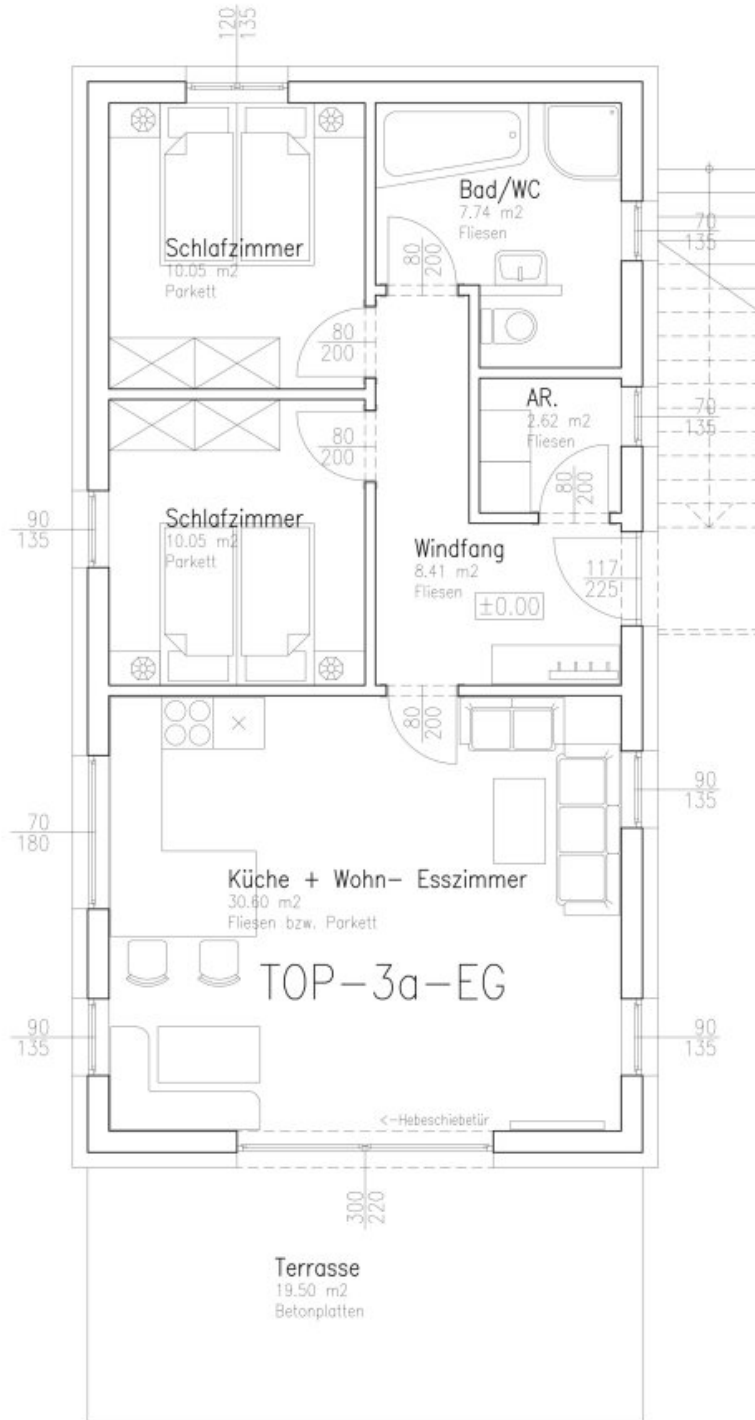 120
135
Bad/WC
7.74 m2
Fliesen
70
135
80
200
Schlafzimmer
10.05 m2
Parkett
80
200
AR.
2.62 m2
Fliesen
70
135
80
200
80
200
Schlafzimmer
10.05 m2
Parkett
90
135
Windfang
8.41 m2
Fliesen
±0.00
117
225
80
200
90
135
70
180
Küche + Wohn- Esszimmer
30.60 m2
Fliesen bzw. Parkett
TOP-3a-EG
90
135
90
135
<-Hebeschiebetür
300
220
Terrasse
19.50 m2
Betonplatten